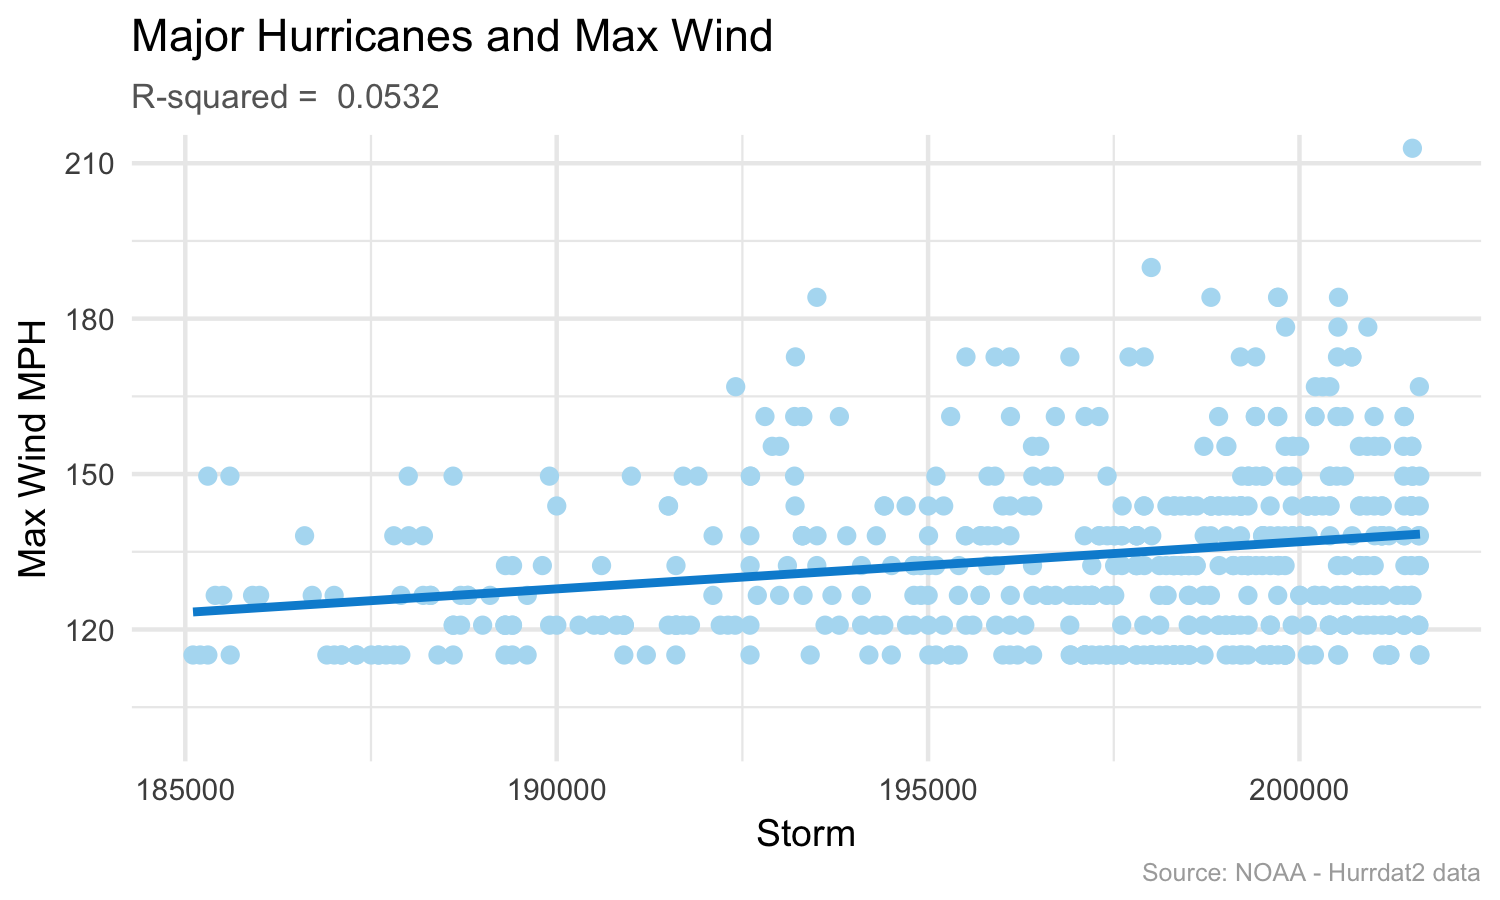 Major Hurricanes and Max Wind
R-squared =  0.0532
Max Wind MPH
210
180
150
120
185000
190000
195000
200000
Storm
Source: NOAA - Hurrdat2 data